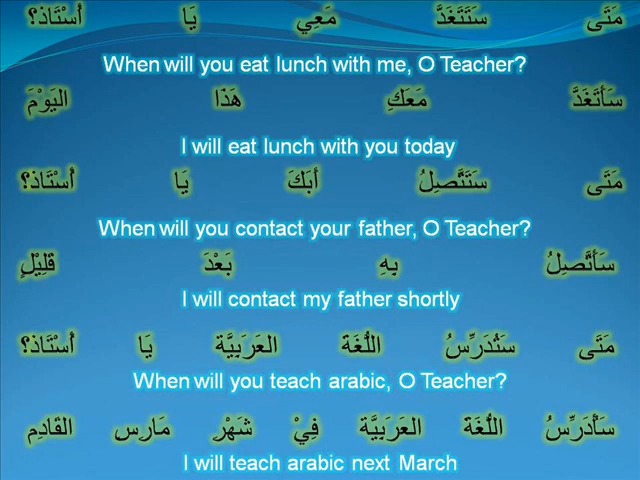 مَتَى سَتَتَغَدَّ مَعِي يَا أُسْتَاذ؟
When will you eat lunch with me, O Teacher?
سَأَتَغَدَّ مَعَكِ هَذَا اليَوْمَ
I will eat lunch with you today
مَتَى سَتَتَّصِلُ أَبَكَ يَا أُسْتَاذ؟
When will you contact your father, O Teacher?
سَأَتَّصِلُ بِهِ بَعْدَ قَلِيْلٍ
I will contact my father shortly
مَتَى سَتُدَرِّسُ اللُّغَة العَرَبِيَّة يَا أُسْتَاذ؟
When will you teach arabic, O Teacher?
سَأُدَرِّسُ اللُّغَة العَرَبِيَّة فِيْ شَهْرِ مَارِسِ القَادِم
I will teach arabic next March